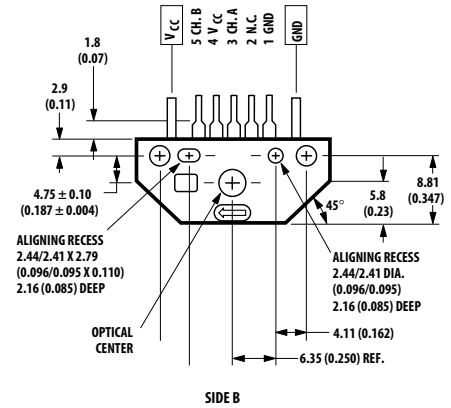 V CC
5 CH. B
4 V CC
3 CH. A
2 N.C.
1 GND
GND
1.8
(0.07)
2.9
(0.11)
4.75 ± 0.10
(0.187 ± 0.004)
8.81
(0.347)
5.8
(0.23)
45°
ALIGNING RECESS
2.44/2.41 X 2.79
(0.096/0.095 X 0.110)
2.16 (0.085) DEEP
ALIGNING RECESS
2.44/2.41 DIA.
(0.096/0.095)
2.16 (0.085) DEEP
OPTICAL
CENTER
4.11 (0.162)
6.35 (0.250) REF.
SIDE B